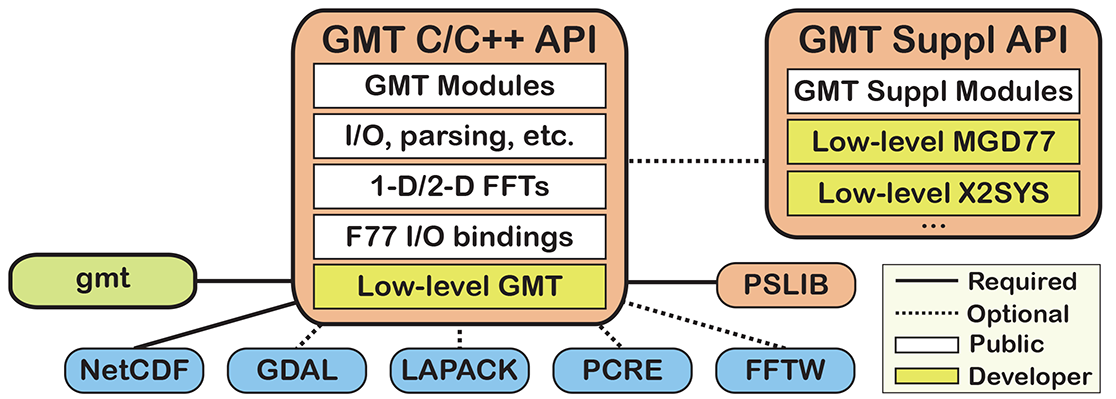 GMT C/C++ API
GMT Modules
I/O, parsing, etc.
1-D/2-D FFTs
F77 I/O bindings
Low-level GMT
GMT Suppl API
GMT Suppl Modules
Low-level MGD77
Low-level X2SYS
...
gmt
PSLIB
NetCDF
GDAL
LAPACK
PCRE
FFTW
Required
Optional
Public
Developer